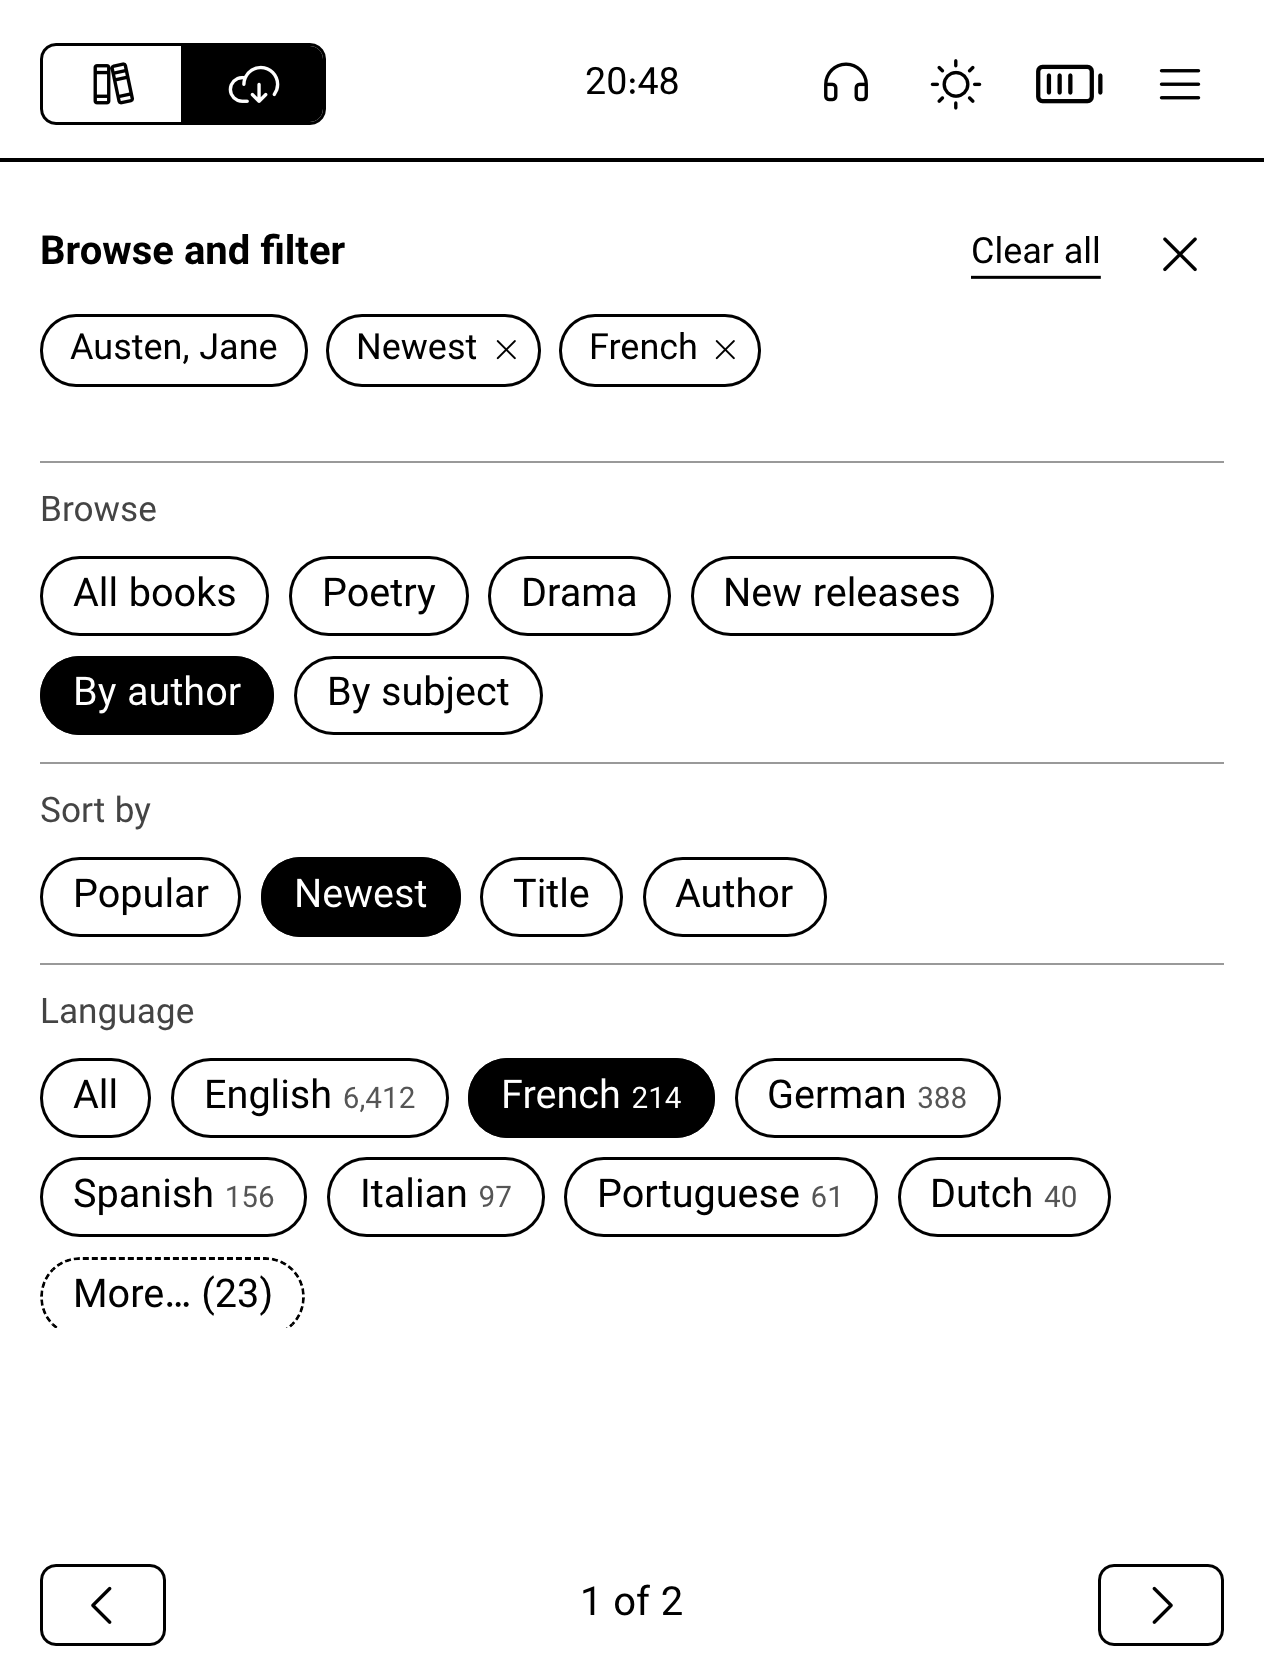 20:48
Browse and filter Clear all
Austen, Jane Newest French
Browse
All books Poetry Drama New releases
By author By subject
Sort by
Popular Newest Title Author
Language
All English 6,412 French 214 German 388
Spanish 156 Italian 97 Portuguese 61 Dutch 40
More... (23)
1 of 2